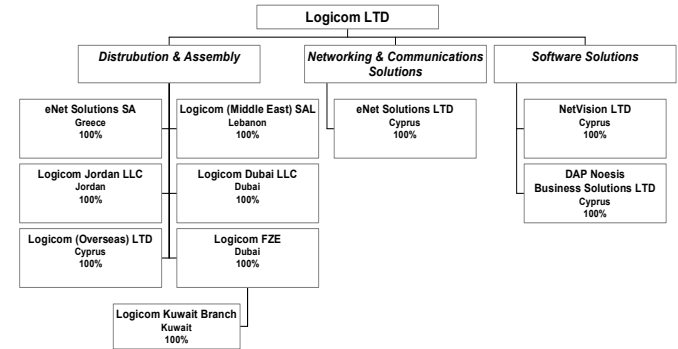 Logicom LTD
Distrubution & Assembly
Networking & Communications
Solutions
Software Solutions
eNet Solutions SA
Greece
100%
Logicom (Middle East) SAL
Lebanon
100%
eNet Solutions LTD
Cyprus
100%
NetVision LTD
Cyprus
100%
Logicom Jordan LLC
Jordan
100%
Logicom Dubai LLC
Dubai
100%
DAP Noesis
Business Solutions LTD
Cyprus
100%
Logicom (Overseas) LTD
Cyprus
100%
Logicom FZE
Dubai
100%
Logicom Kuwait Branch
Kuwait
100%